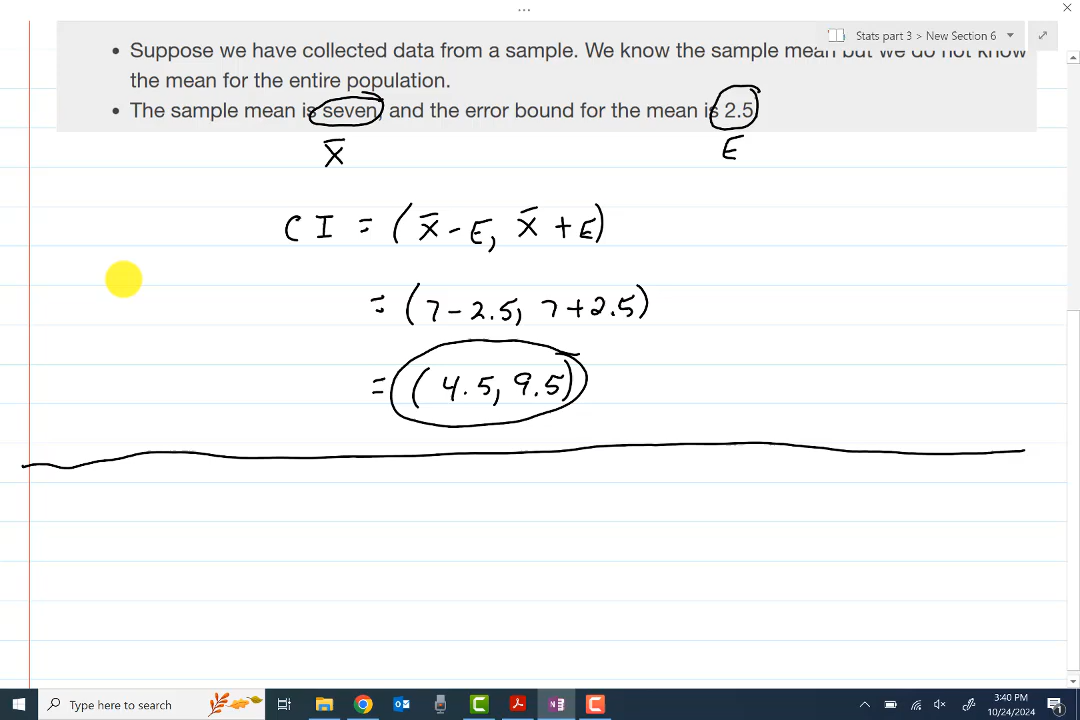 ...
Stats part 3 > New Section 6
• Suppose we have collected data from a sample. We know the sample mean but we do not know
the mean for the entire population.
• The sample mean is seven, and the error bound for the mean is 2.5
x̄ E
CI = (x̄ - E, x̄ + E)
= (7 - 2.5, 7 + 2.5)
= (4.5, 9.5)
Type here to search
3:40 PM
10/24/2024
1